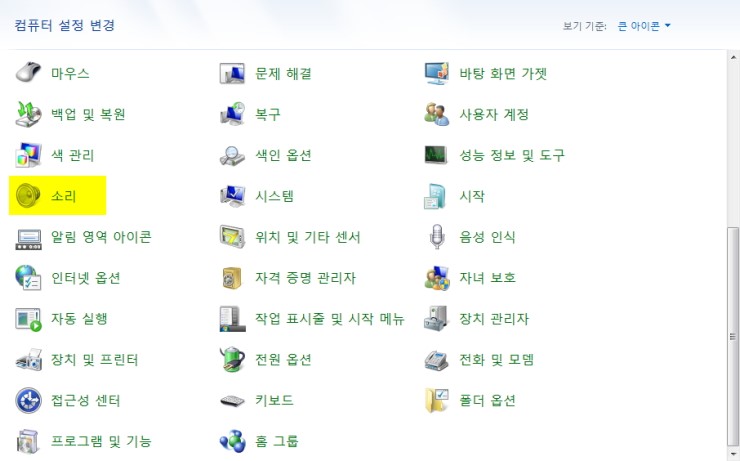 컴퓨터 설정 변경
보기 기준: 큰 아이콘
마우스 문제 해결 바탕 화면 가젯
백업 및 복원 복구 사용자 계정
색 관리 색인 옵션 성능 정보 및 도구
소리 시스템 시작
알림 영역 아이콘 위치 및 기타 센서 음성 인식
인터넷 옵션 자격 증명 관리자 자녀 보호
자동 실행 작업 표시줄 및 시작 메뉴 장치 관리자
장치 및 프린터 전원 옵션 전화 및 모뎀
접근성 센터 키보드 폴더 옵션
프로그램 및 기능 홈 그룹